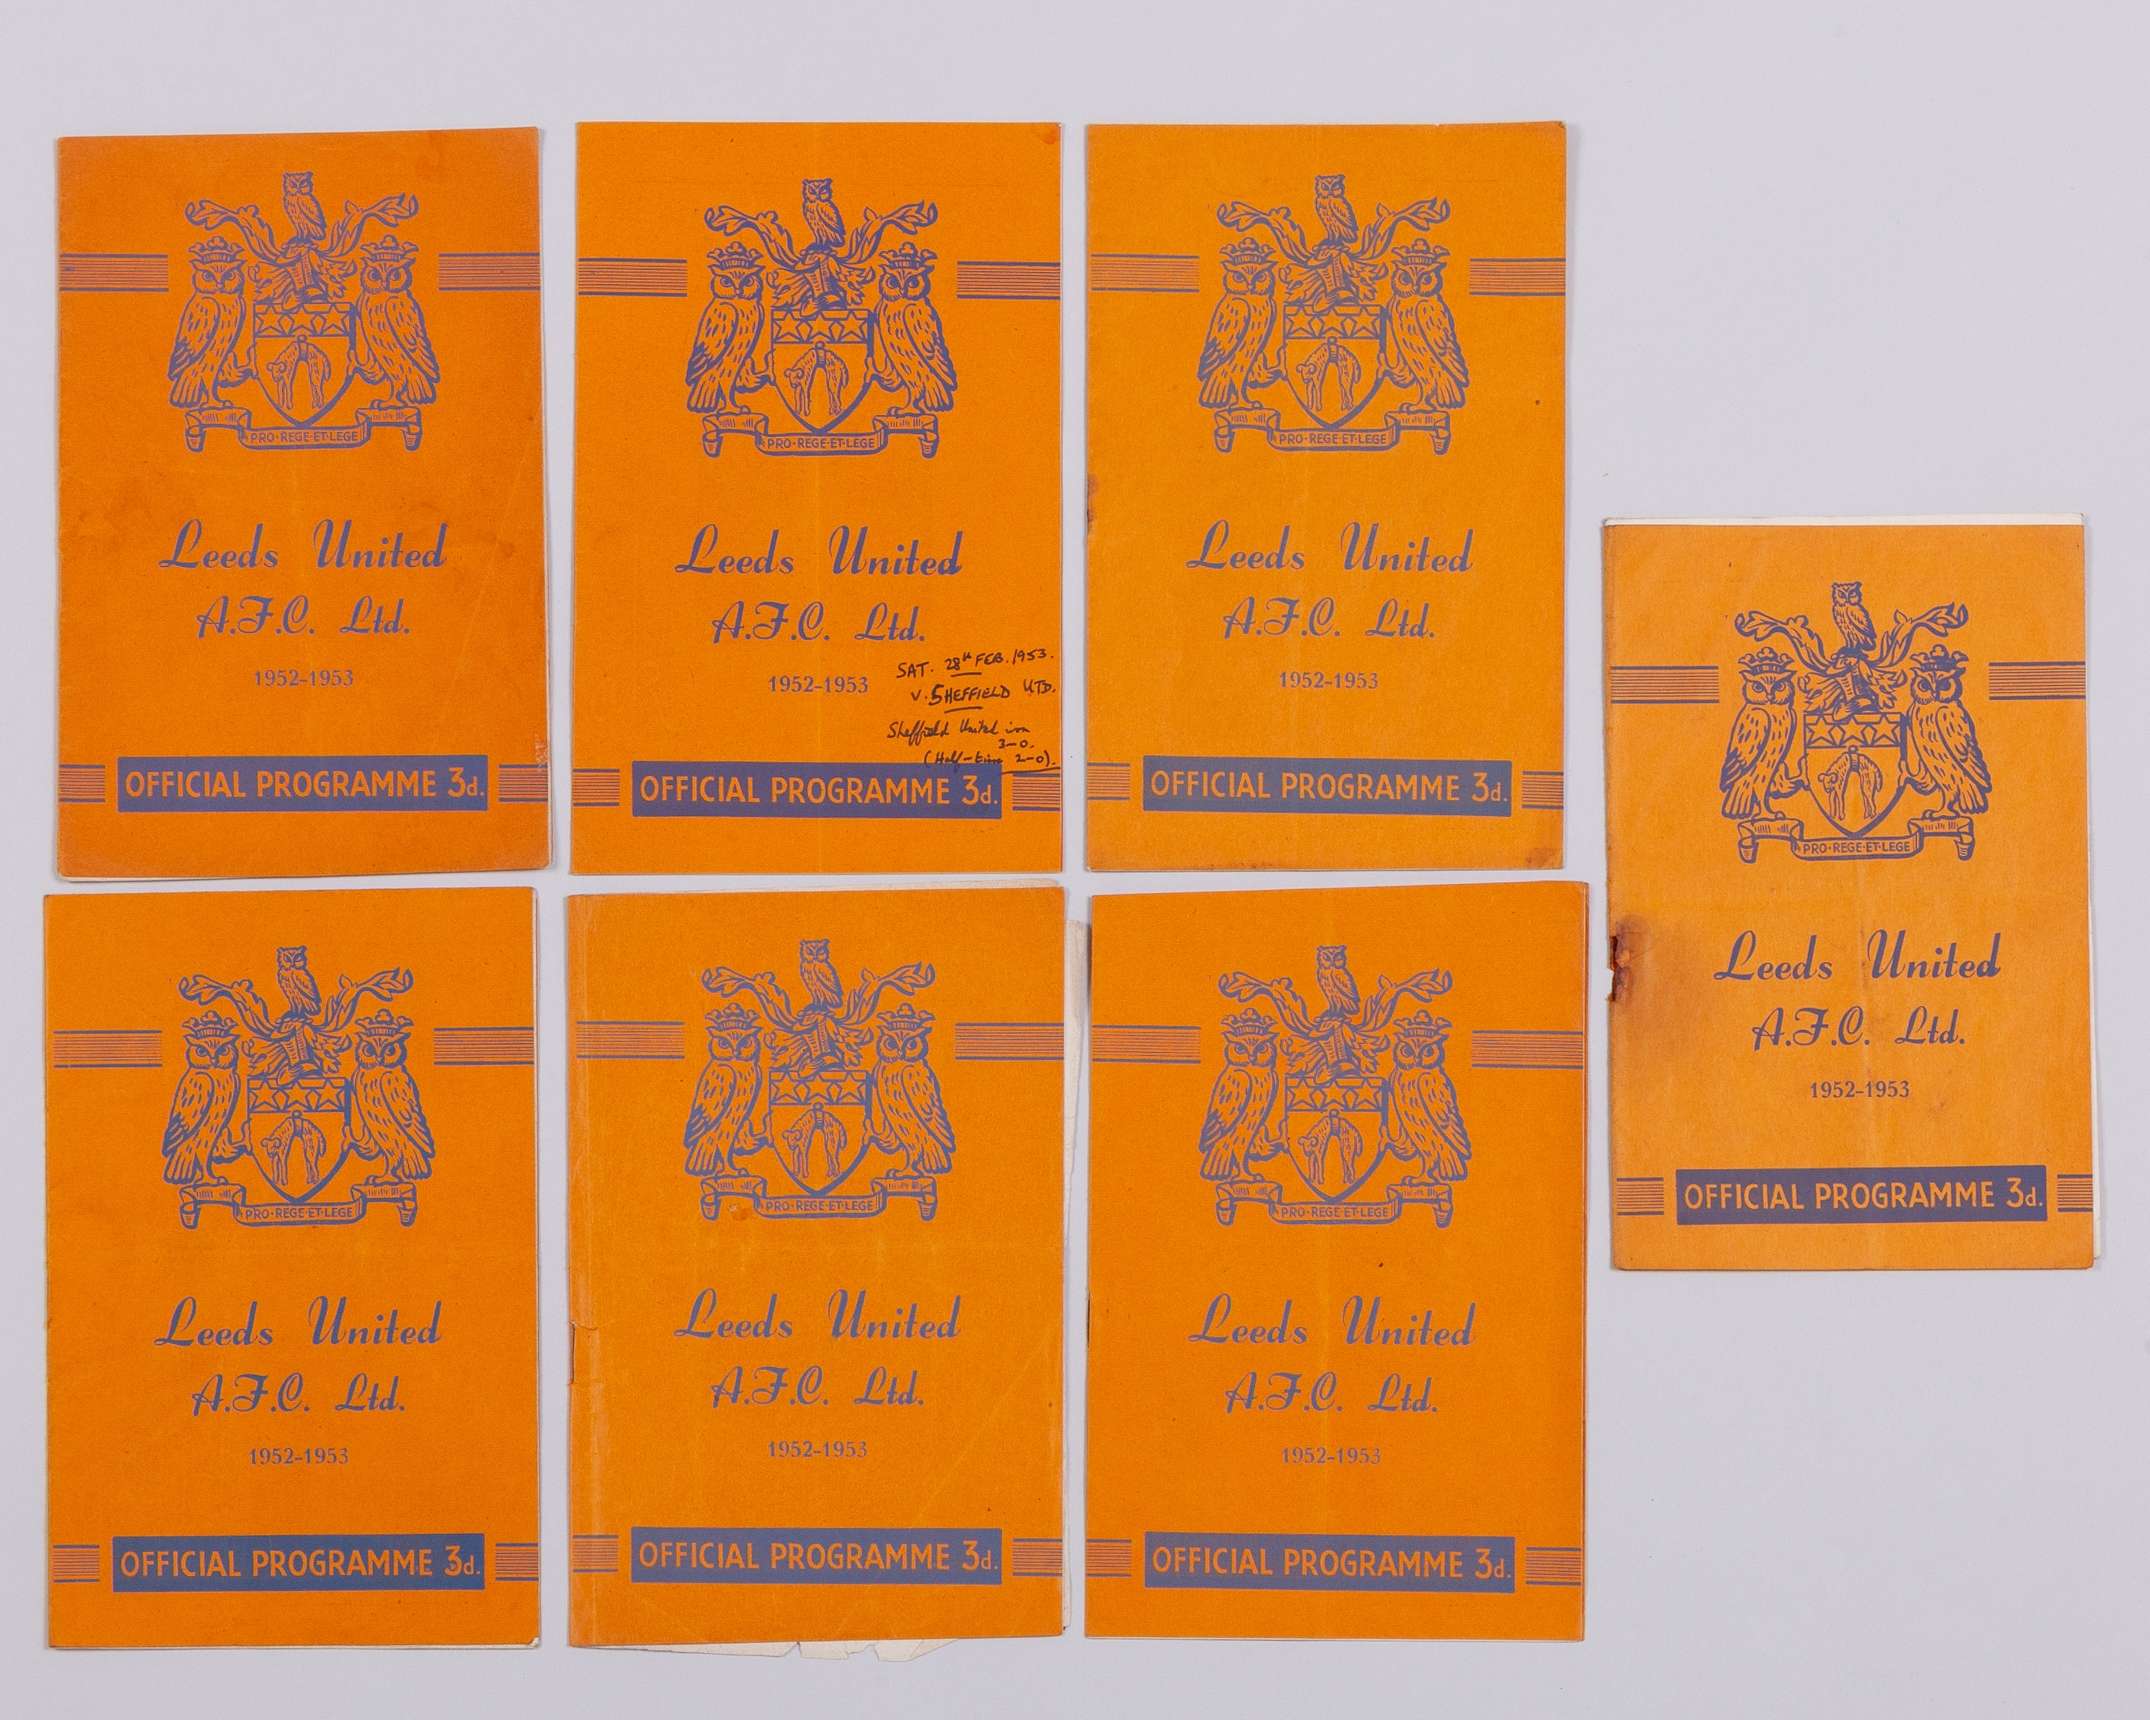 PRO·REGE·ET·LEGE
Leeds United
A.F.C. Ltd.
1952-1953
OFFICIAL PROGRAMME 3d.
PRO·REGE·ET·LEGE
Leeds United
A.F.C. Ltd.
1952-1953
SAT. 28th FEB. 1953.
v. SHEFFIELD UTD.
Sheffield United won
3-0.
(Half-time 2-0).
OFFICIAL PROGRAMME 3d.
PRO·REGE·ET·LEGE
Leeds United
A.F.C. Ltd.
1952-1953
OFFICIAL PROGRAMME 3d.
PRO·REGE·ET·LEGE
Leeds United
A.F.C. Ltd.
1952-1953
OFFICIAL PROGRAMME 3d.
PRO·REGE·ET·LEGE
Leeds United
A.F.C. Ltd.
1952-1953
OFFICIAL PROGRAMME 3d.
PRO·REGE·ET·LEGE
Leeds United
A.F.C. Ltd.
1952-1953
OFFICIAL PROGRAMME 3d.
PRO·REGE·ET·LEGE
Leeds United
A.F.C. Ltd.
1952-1953
OFFICIAL PROGRAMME 3d.